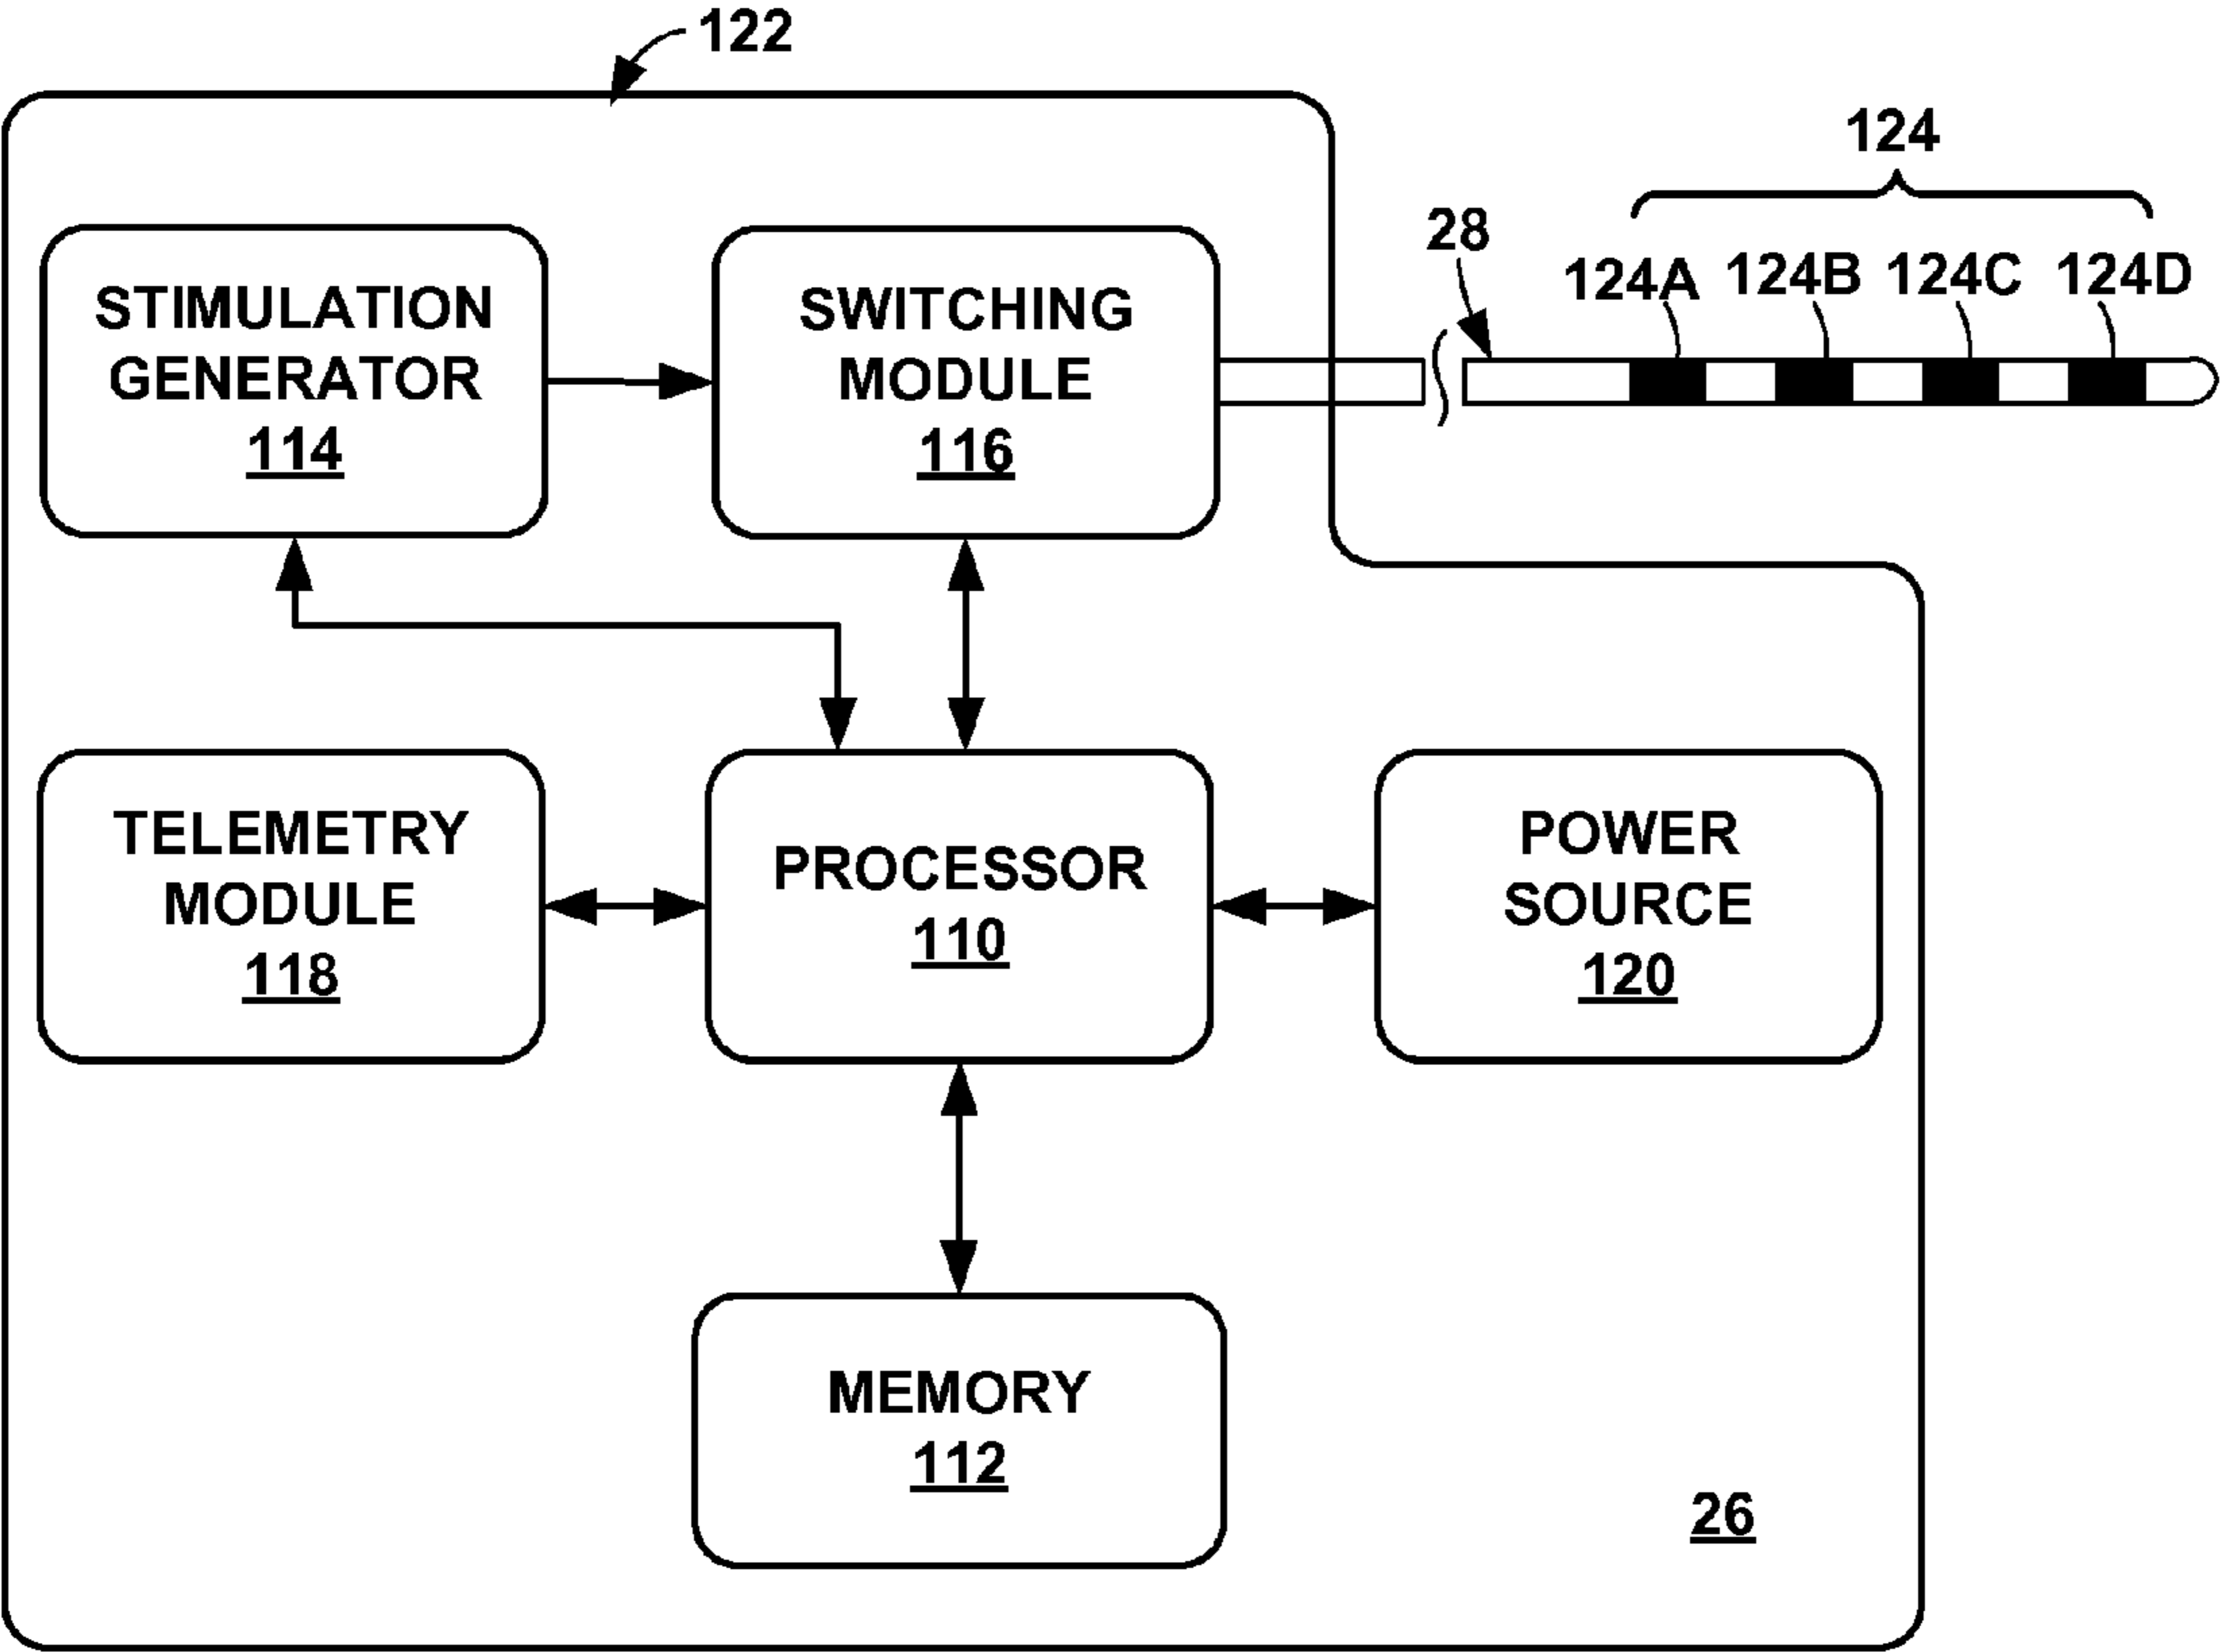 122
124
28
124A 124B 124C 124D
STIMULATION
GENERATOR
114
SWITCHING
MODULE
116
TELEMETRY
MODULE
118
PROCESSOR
110
POWER
SOURCE
120
MEMORY
112
26